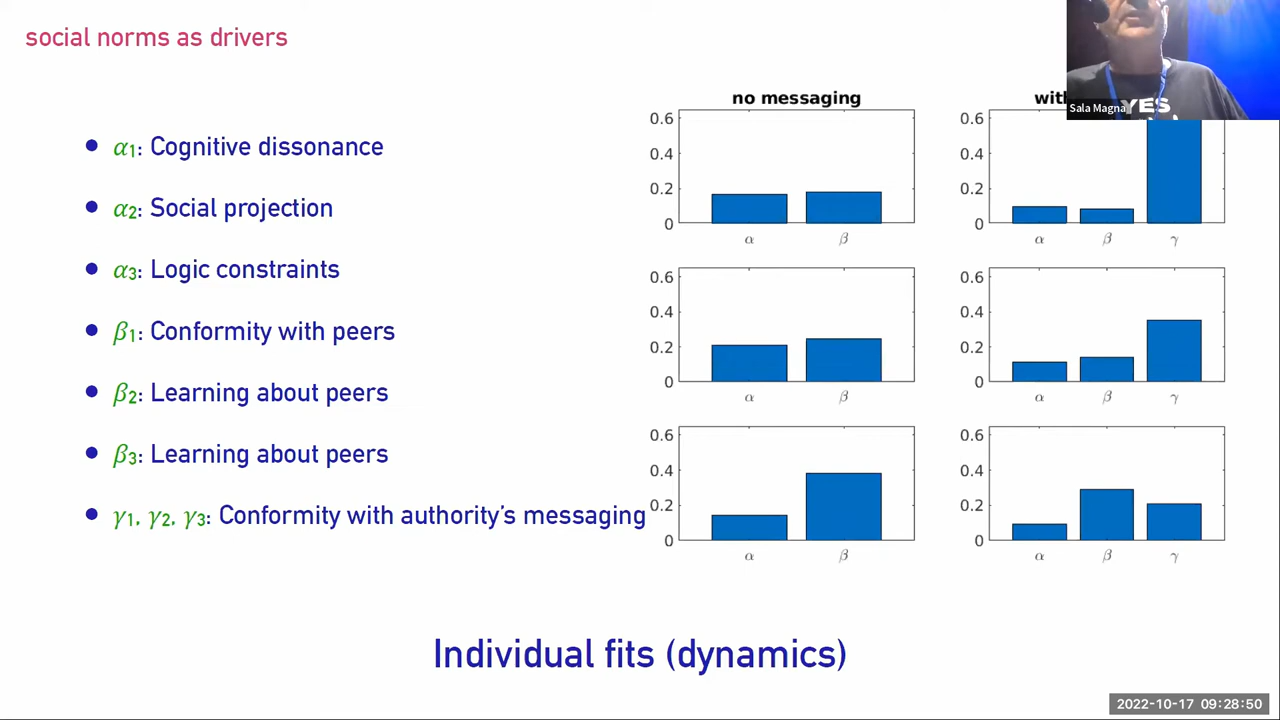 social norms as drivers
• α1: Cognitive dissonance
• α2: Social projection
• α3: Logic constraints
• β1: Conformity with peers
• β2: Learning about peers
• β3: Learning about peers
• γ1, γ2, γ3: Conformity with authority's messaging
no messaging
0.6
0.4
0.2
0
α β
0.6
0.4
0.2
0
α β γ
0.6
0.4
0.2
0
α β
0.6
0.4
0.2
0
α β γ
0.6
0.4
0.2
0
α β
0.6
0.4
0.2
0
α β γ
Sala Magna
YES
Individual fits (dynamics)
2022-10-17 09:28:50